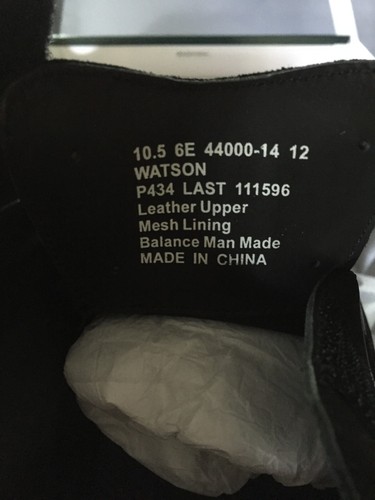 10.5 6E 44000-14 12
WATSON
P434 LAST 111596
Leather Upper
Mesh Lining
Balance Man Made
MADE IN CHINA